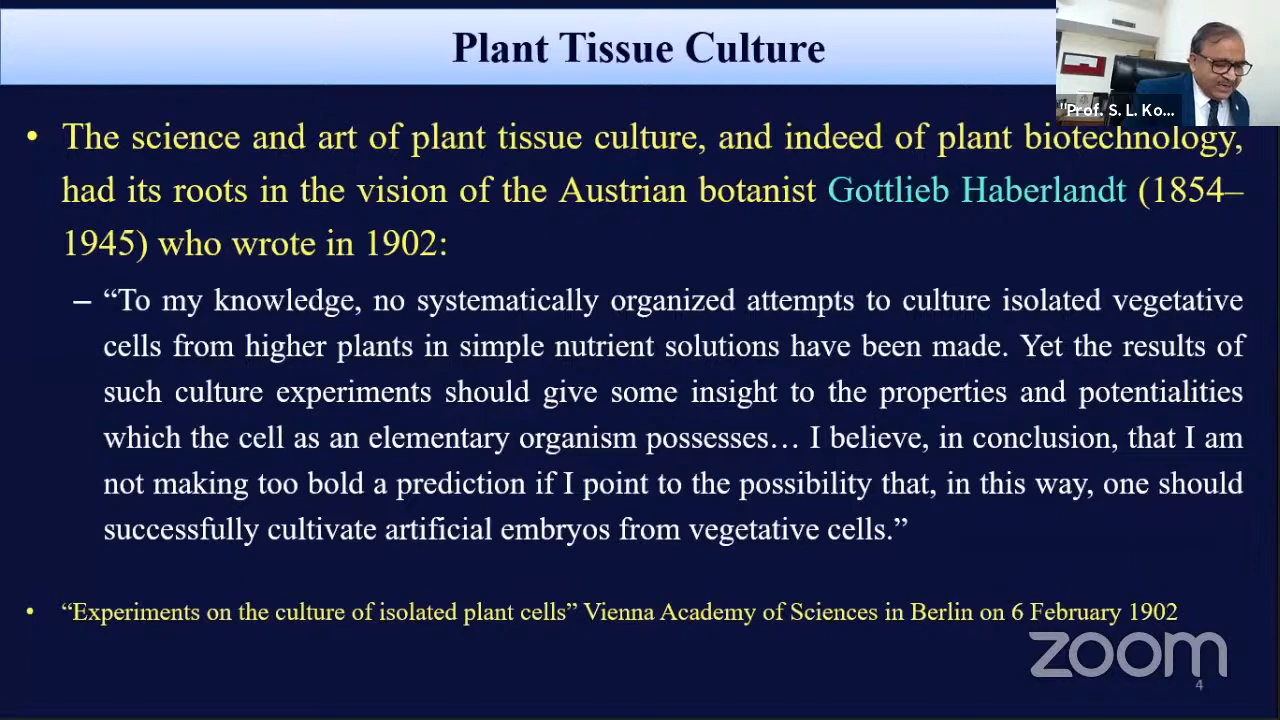 Plant Tissue Culture
"Prof. S. L. Ko...
• The science and art of plant tissue culture, and indeed of plant biotechnology,
had its roots in the vision of the Austrian botanist Gottlieb Haberlandt (1854–
1945) who wrote in 1902:
– “To my knowledge, no systematically organized attempts to culture isolated vegetative
cells from higher plants in simple nutrient solutions have been made. Yet the results of
such culture experiments should give some insight to the properties and potentialities
which the cell as an elementary organism possesses… I believe, in conclusion, that I am
not making too bold a prediction if I point to the possibility that, in this way, one should
successfully cultivate artificial embryos from vegetative cells.”
• “Experiments on the culture of isolated plant cells” Vienna Academy of Sciences in Berlin on 6 February 1902
zoom
4